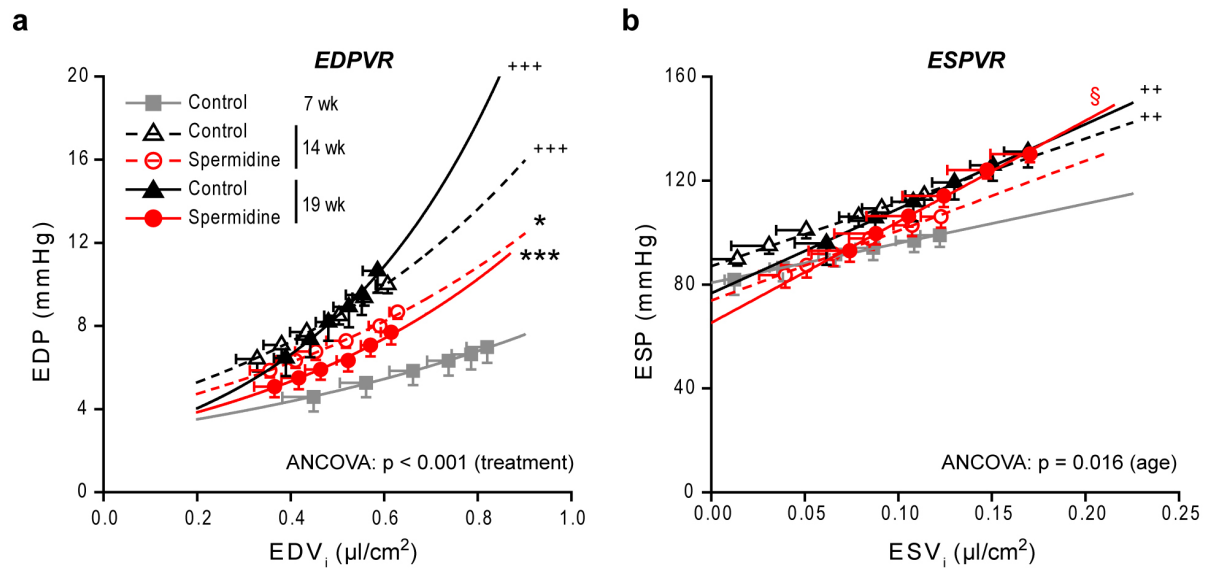 a
EDPVR
EDP (mmHg)
20
16
12
8
4
0
Control 7 wk
Control
14 wk
Spermidine
Control
19 wk
Spermidine
+++
+++
*
***
ANCOVA: p < 0.001 (treatment)
0.0 0.2 0.4 0.6 0.8 1.0
EDVi (µl/cm²)
b
ESPVR
ESP (mmHg)
160
120
80
40
0
§
++
++
ANCOVA: p = 0.016 (age)
0.00 0.05 0.10 0.15 0.20 0.25
ESVi (µl/cm²)